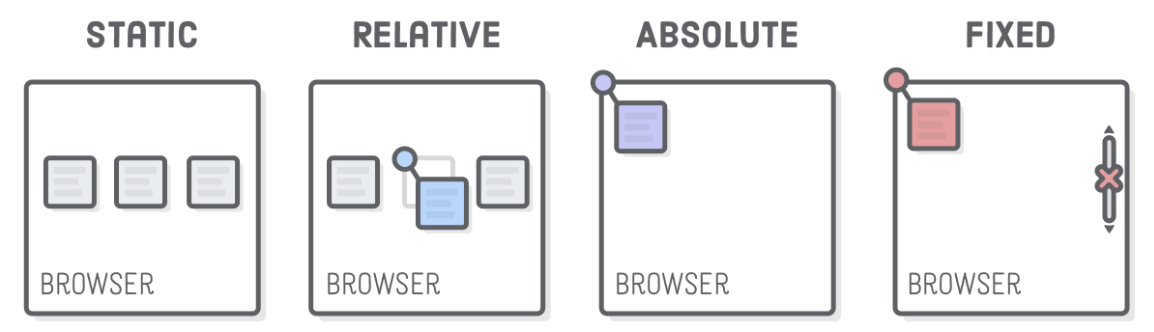 STATIC
RELATIVE
ABSOLUTE
FIXED
BROWSER
BROWSER
BROWSER
BROWSER